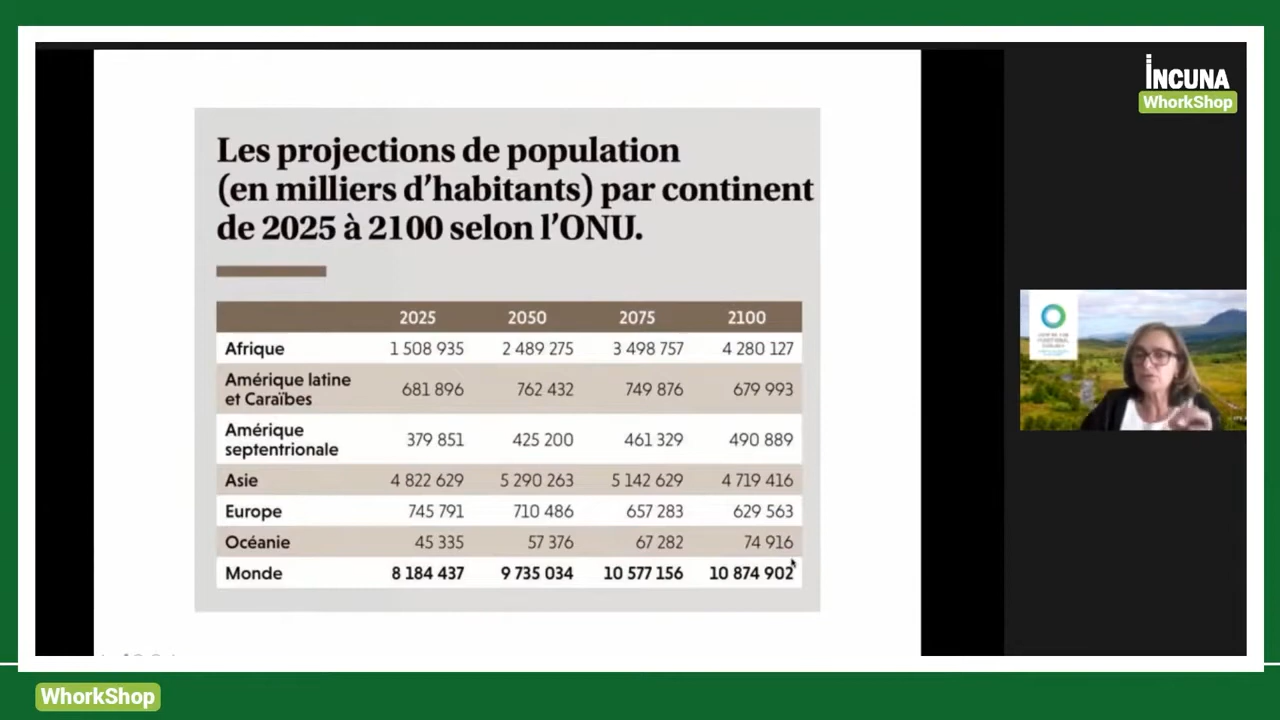 INCUNA
WhorkShop
Les projections de population
(en milliers d'habitants) par continent
de 2025 à 2100 selon l'ONU.
2025 2050 2075 2100
Afrique 1 508 935 2 489 275 3 498 757 4 280 127
Amérique latine
et Caraïbes 681 896 762 432 749 876 679 993
Amérique
septentrionale 379 851 425 200 461 329 490 889
Asie 4 822 629 5 290 263 5 142 629 4 719 416
Europe 745 791 710 486 657 283 629 563
Océanie 45 335 57 376 67 282 74 916
Monde 8 184 437 9 735 034 10 577 156 10 874 902
WhorkShop